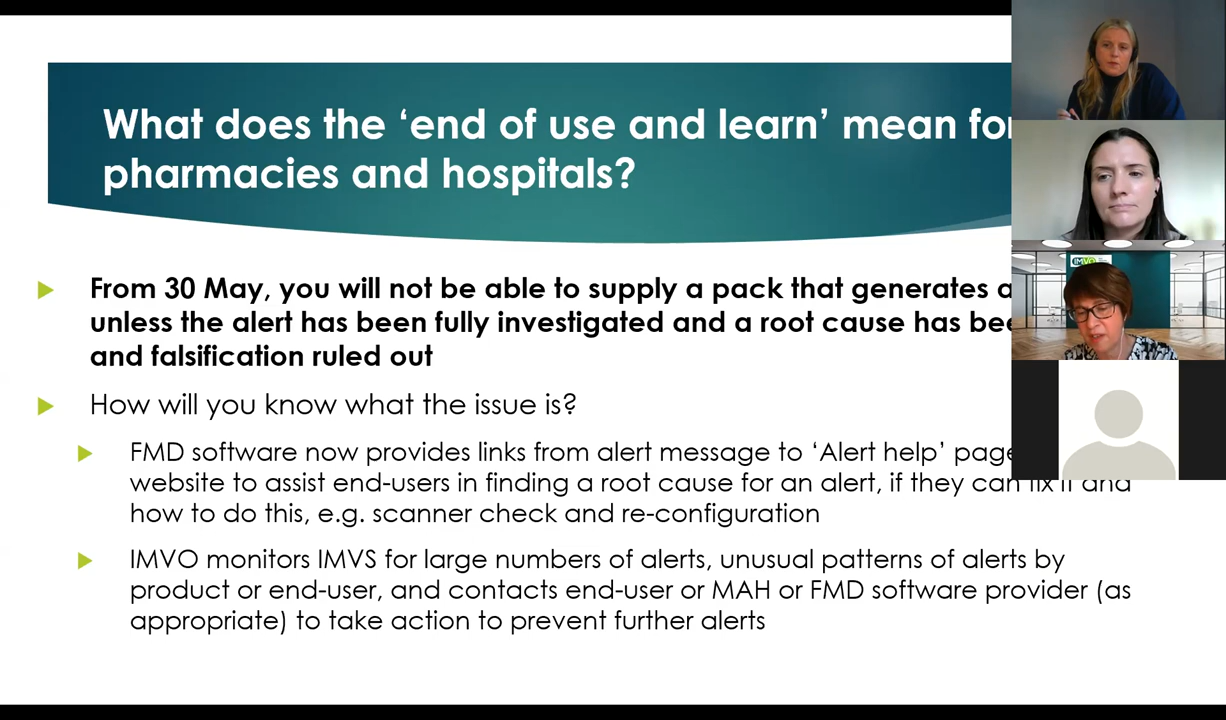 What does the ‘end of use and learn’ mean for
pharmacies and hospitals?
From 30 May, you will not be able to supply a pack that generates a
unless the alert has been fully investigated and a root cause has
and falsification ruled out
How will you know what the issue is?
FMD software now provides links from alert message to ‘Alert help’
website to assist end-users in finding a root cause for an alert, if they can fix it and
how to do this, e.g. scanner check and re-configuration
IMVO monitors IMVS for large numbers of alerts, unusual patterns of alerts by
product or end-user, and contacts end-user or MAH or FMD software provider (as
appropriate) to take action to prevent further alerts
IMVO